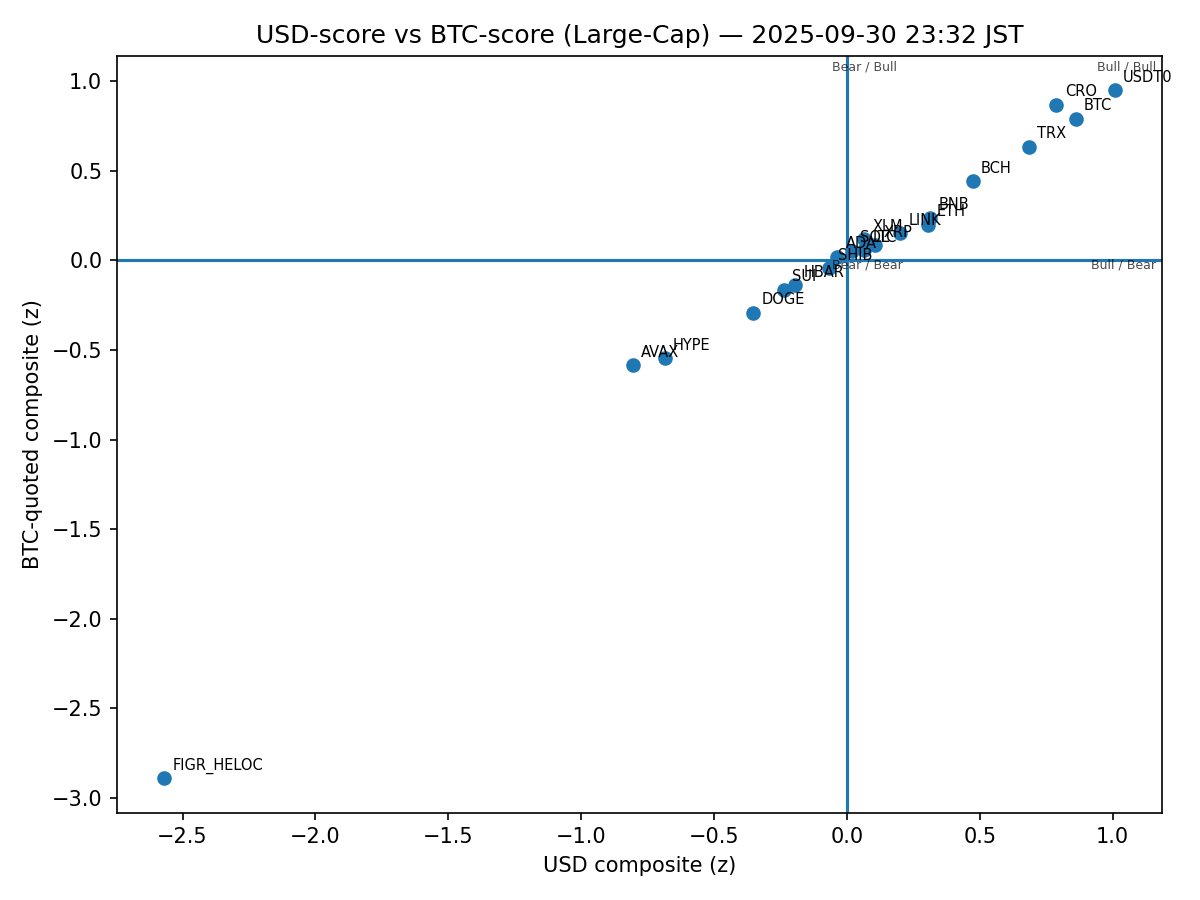 USD-score vs BTC-score (Large-Cap) — 2025-09-30 23:32 JST
Bear / Bull
Bull / Bull
USDT0
CRO
BTC
TRX
BCH
BNB
ETH
LINK
XLM
XRP
SOL
ADA
SHIB
Bear / Bear
Bull / Bear
HBAR
SUI
DOGE
HYPE
AVAX
FIGR_HELOC
1.0
0.5
0.0
−0.5
−1.0
−1.5
−2.0
−2.5
−3.0
BTC-quoted composite (z)
−2.5
−2.0
−1.5
−1.0
−0.5
0.0
0.5
1.0
USD composite (z)